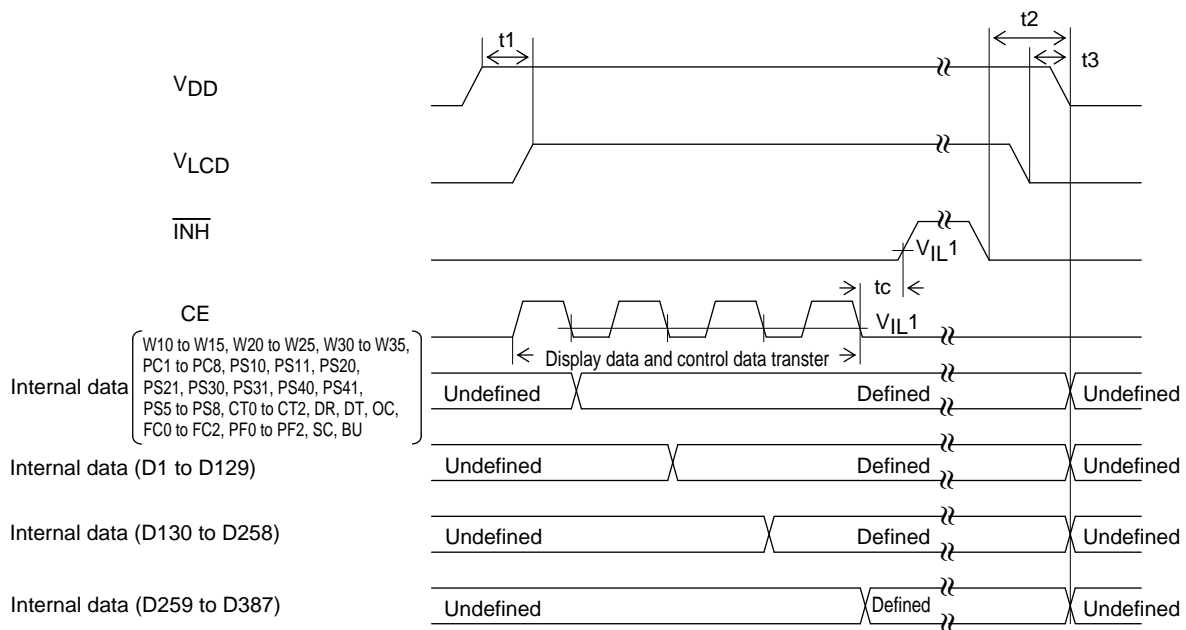 t1
t2
t3
VDD
VLCD
INH
VIL1
tc
CE
VIL1
Display data and control data transter
Internal data
W10 to W15, W20 to W25, W30 to W35,
PC1 to PC8, PS10, PS11, PS20,
PS21, PS30, PS31, PS40, PS41,
PS5 to PS8, CT0 to CT2, DR, DT, OC,
FC0 to FC2, PF0 to PF2, SC, BU
Undefined
Defined
Undefined
Internal data (D1 to D129)
Undefined
Defined
Undefined
Internal data (D130 to D258)
Undefined
Defined
Undefined
Internal data (D259 to D387)
Undefined
Defined
Undefined